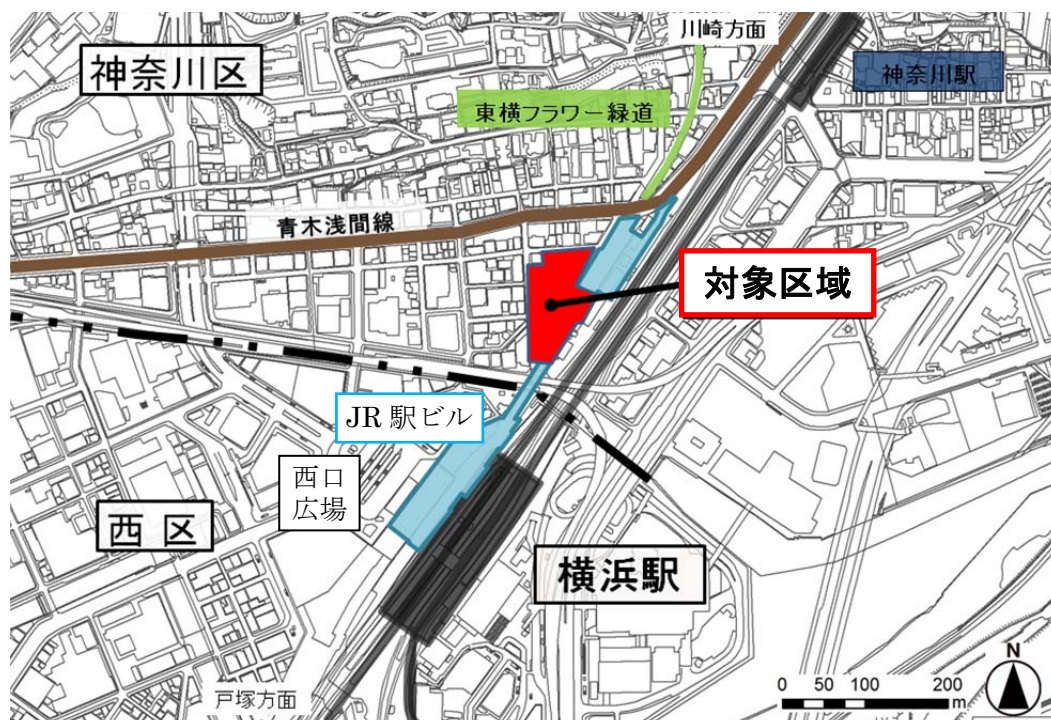 川崎方面
神奈川区
神奈川駅
東横フラワー緑道
青木浅間線
対象区域
JR 駅ビル
西口
広場
西区
横浜駅
戸塚方面
0 50 100 200
m
N